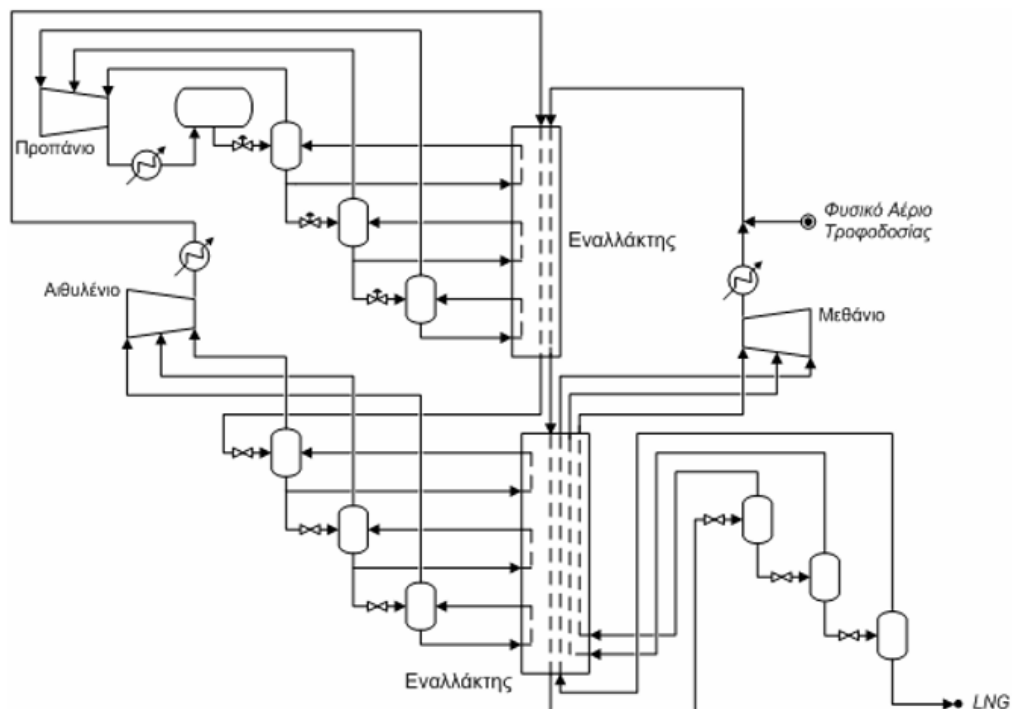 Προπάνιο
Φυσικό Αέριο
Τροφοδοσίας
Εναλλάκτης
Αιθυλένιο
Μεθάνιο
Εναλλάκτης
LNG